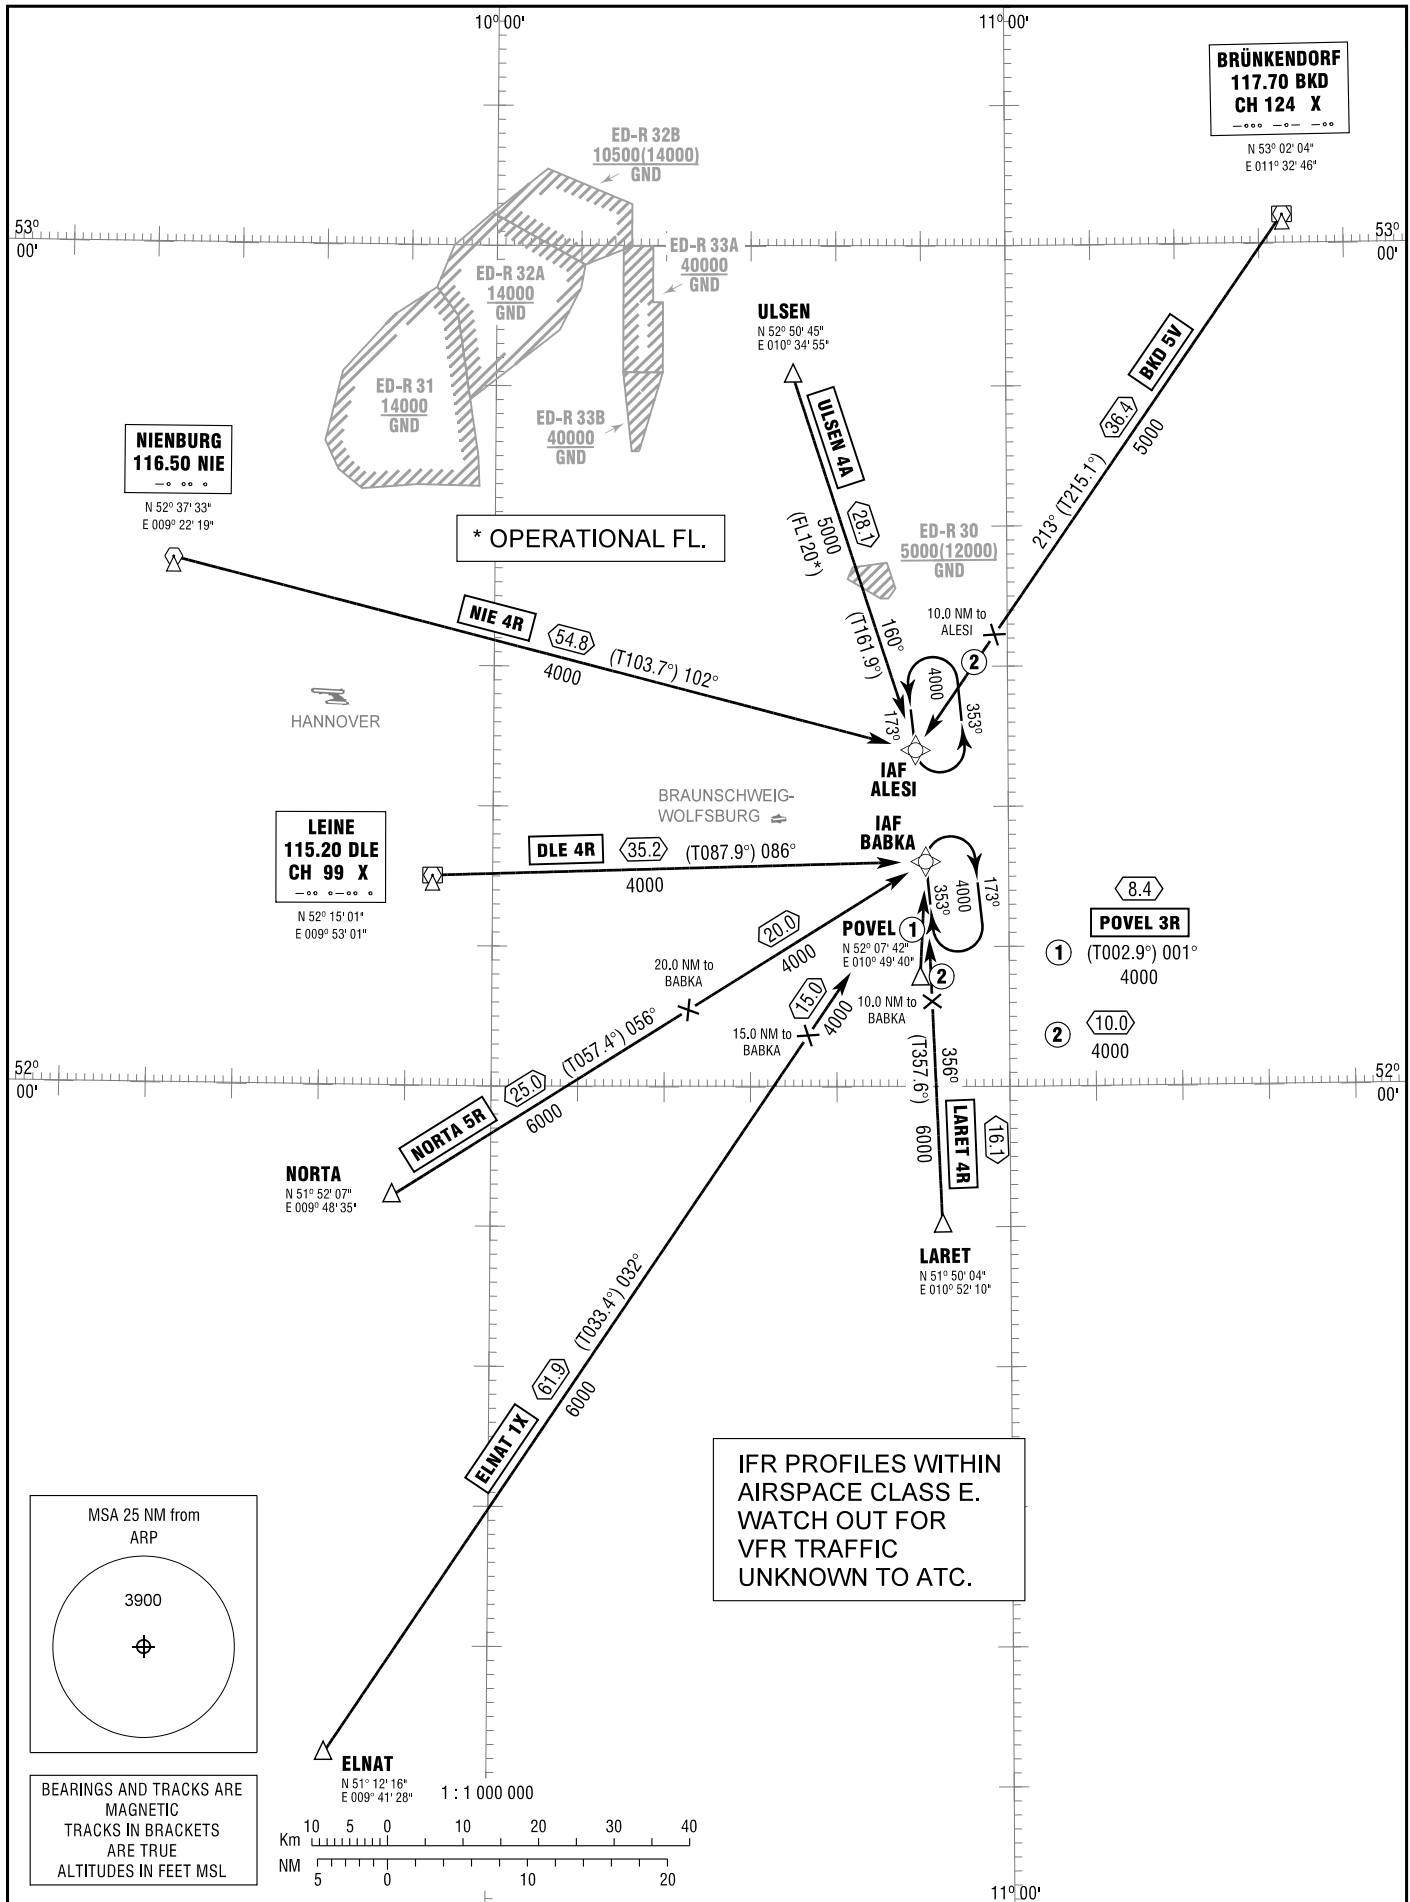 10° 00'
11° 00'
BRÜNKENDORF
117.70 BKD
CH 124 X
N 53° 02' 04"
E 011° 32' 46"
ED-R 32B
10500(14000)
GND
53°
00'
53°
00'
ED-R 33A
40000
GND
ED-R 32A
14000
GND
ULSEN
N 52° 50' 45"
E 010° 34' 55"
BKD 5V
36.4
5000
213° (T215.1°)
ED-R 31
14000
GND
ED-R 33B
40000
GND
ULSEN 4A
28.1
5000
(FL120*)
160°
(T161.9°)
NIENBURG
116.50 NIE
N 52° 37' 33"
E 009° 22' 19"
* OPERATIONAL FL.
ED-R 30
5000(12000)
GND
10.0 NM to
ALESI
2
NIE 4R
54.8
(T103.7°) 102°
4000
4000
353°
173°
HANNOVER
IAF
ALESI
BRAUNSCHWEIG-
WOLFSBURG
IAF
BABKA
LEINE
115.20 DLE
CH 99 X
N 52° 15' 01"
E 009° 53' 01"
DLE 4R
35.2
(T087.9°) 086°
4000
353°
4000
173°
8.4
POVEL 3R
1
(T002.9°) 001°
4000
2
10.0
4000
POVEL
1
N 52° 07' 42"
E 010° 49' 40"
2
20.0
4000
20.0 NM to
BABKA
15.0
4000
15.0 NM to
BABKA
10.0 NM to
BABKA
(T057.4°) 056°
25.0
6000
NORTA 5R
356°
(T357.6°)
6000
LARET 4R
16.1
52°
00'
52°
00'
NORTA
N 51° 52' 07"
E 009° 48' 35"
LARET
N 51° 50' 04"
E 010° 52' 10"
(T033.4°) 032°
61.9
6000
ELNAT 1X
IFR PROFILES WITHIN
AIRSPACE CLASS E.
WATCH OUT FOR
VFR TRAFFIC
UNKNOWN TO ATC.
MSA 25 NM from
ARP
3900
ELNAT
N 51° 12' 16"
E 009° 41' 28"
1 : 1 000 000
BEARINGS AND TRACKS ARE
MAGNETIC
TRACKS IN BRACKETS
ARE TRUE
ALTITUDES IN FEET MSL
Km 10 5 0 10 20 30 40
NM 5 0 10 20
11° 00'